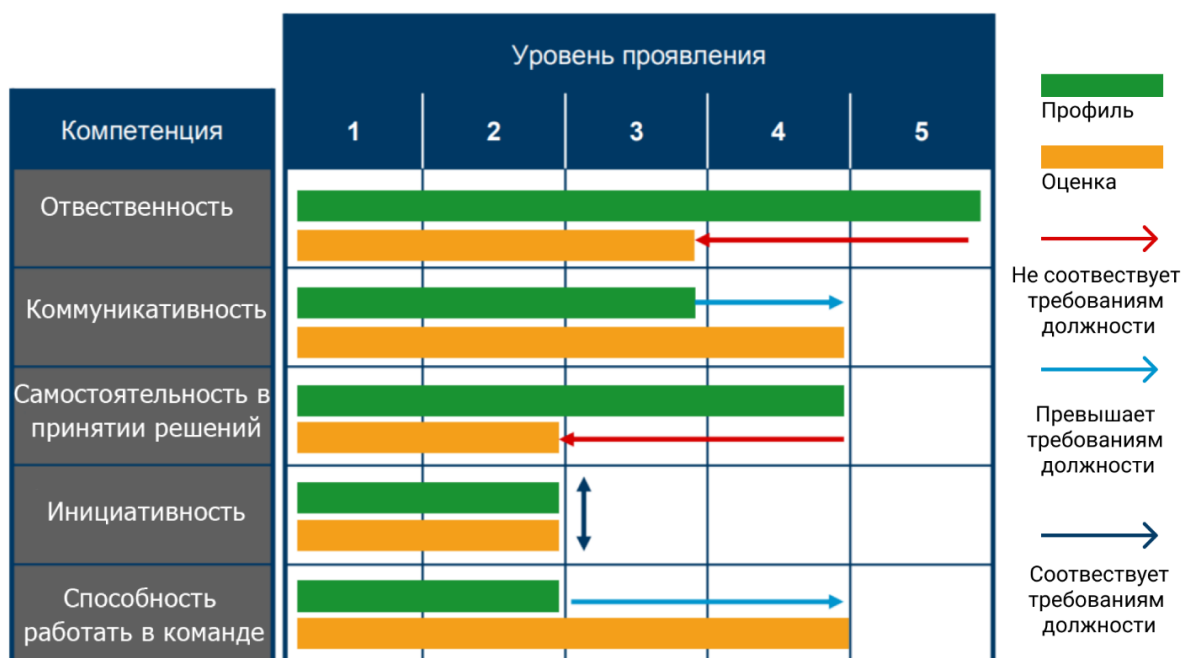 Уровень проявления
Компетенция
1
2
3
4
5
Отвественность
Коммуникативность
Самостоятельность в
принятии решений
Инициативность
Способность
работать в команде
Профиль
Оценка
Не соотвествует
требованиям
должности
Превышает
требованиям
должности
Соотвествует
требованиям
должности